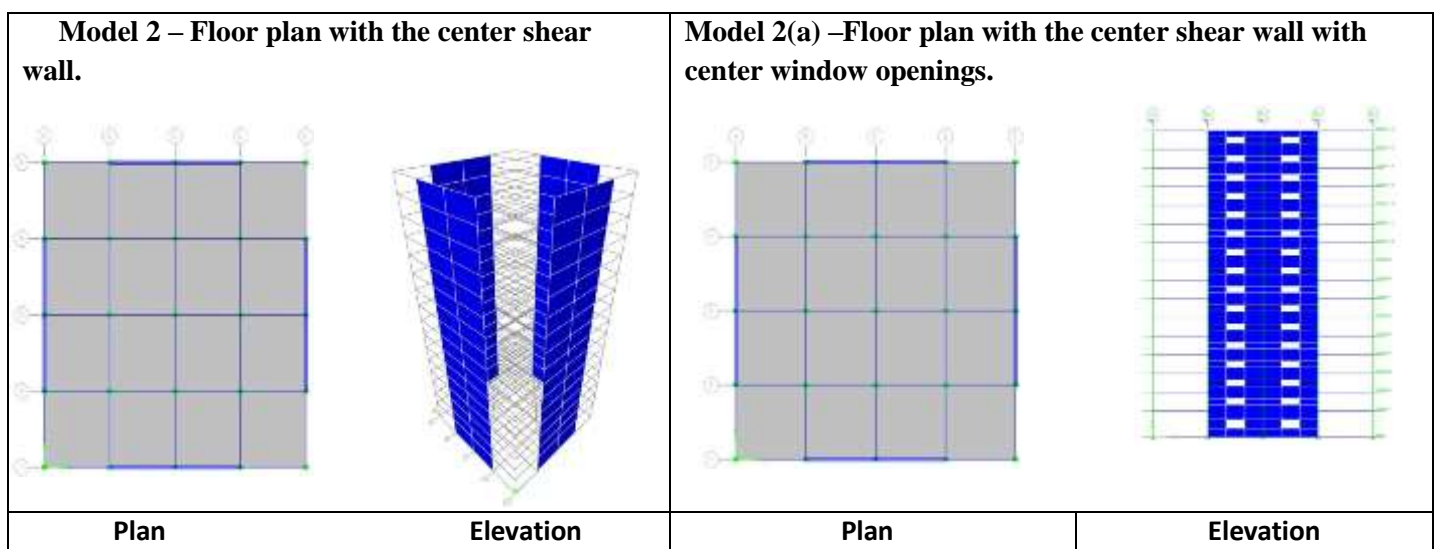 Model 2 – Floor plan with the center shear
wall.
Model 2(a) –Floor plan with the center shear wall with
center window openings.
Plan
Elevation
Plan
Elevation